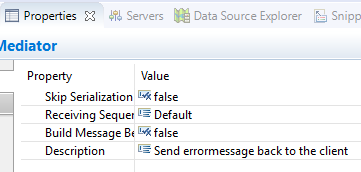 Properties Servers Data Source Explorer Snipp
Mediator
Property Value
Skip Serialization false
Receiving Sequer Default
Build Message Be false
Description Send errormessage back to the client